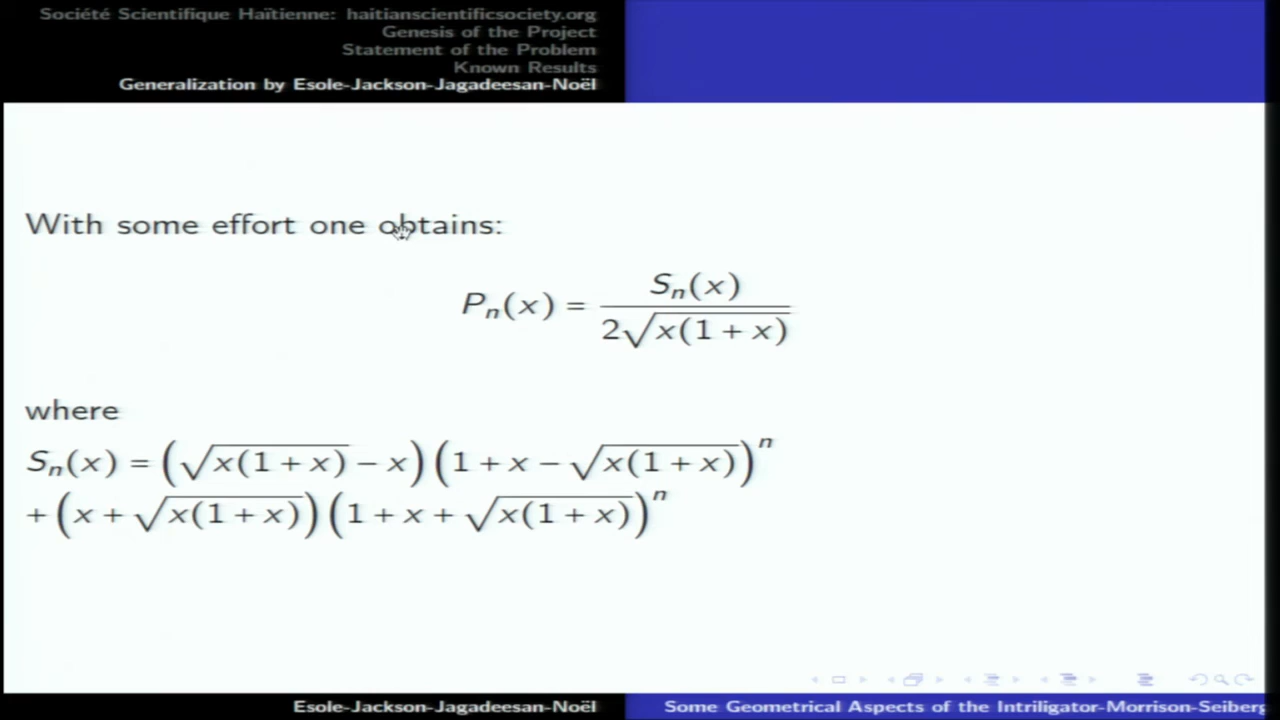 Société Scientifique Haïtienne: haitianscientificsociety.org
Genesis of the Project
Statement of the Problem
Known Results
Generalization by Esole-Jackson-Jagadeesan-Noël
With some effort one obtains:
Pₙ(x) = Sₙ(x) / 2√(x(1 + x))
where
Sₙ(x) = (√(x(1 + x)) − x)(1 + x − √(x(1 + x)))ⁿ
+ (x + √(x(1 + x)))(1 + x + √(x(1 + x)))ⁿ
Esole-Jackson-Jagadeesan-Noël
Some Geometrical Aspects of the Intriligator-Morrison-Seiberg